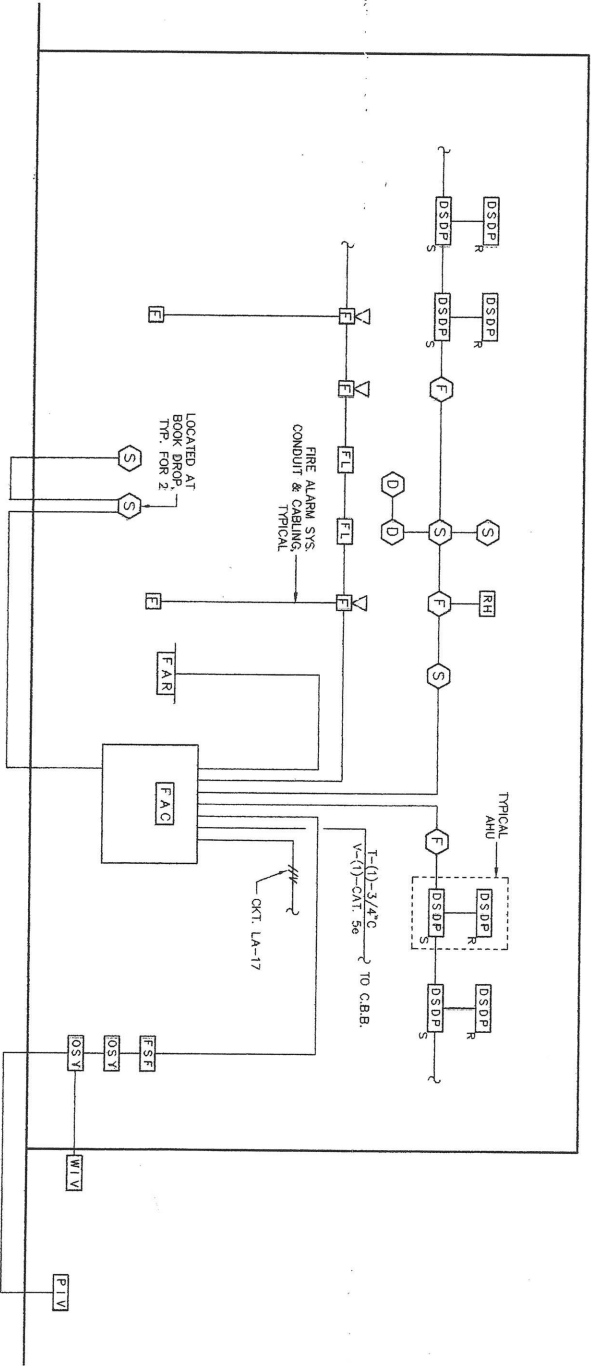 DSDP
R
DSDP
S
DSDP
R
DSDP
S
F
D
D
S
S
F
RH
S
TYPICAL
AHU
F
DSDP
R
DSDP
S
DSDP
R
DSDP
S
F
F
F
FL
FL
F
F
FIRE ALARM SYS.
CONDUIT & CABLING,
TYPICAL
LOCATED AT
BOOK DROP,
TYP. FOR 2
S
S
FAR
FAC
T-(1)-3/4"C
V-(1)-CAT. 5e
TO C.B.B.
CKT. LA-17
FSF
OSY
OSY
WIV
PIV